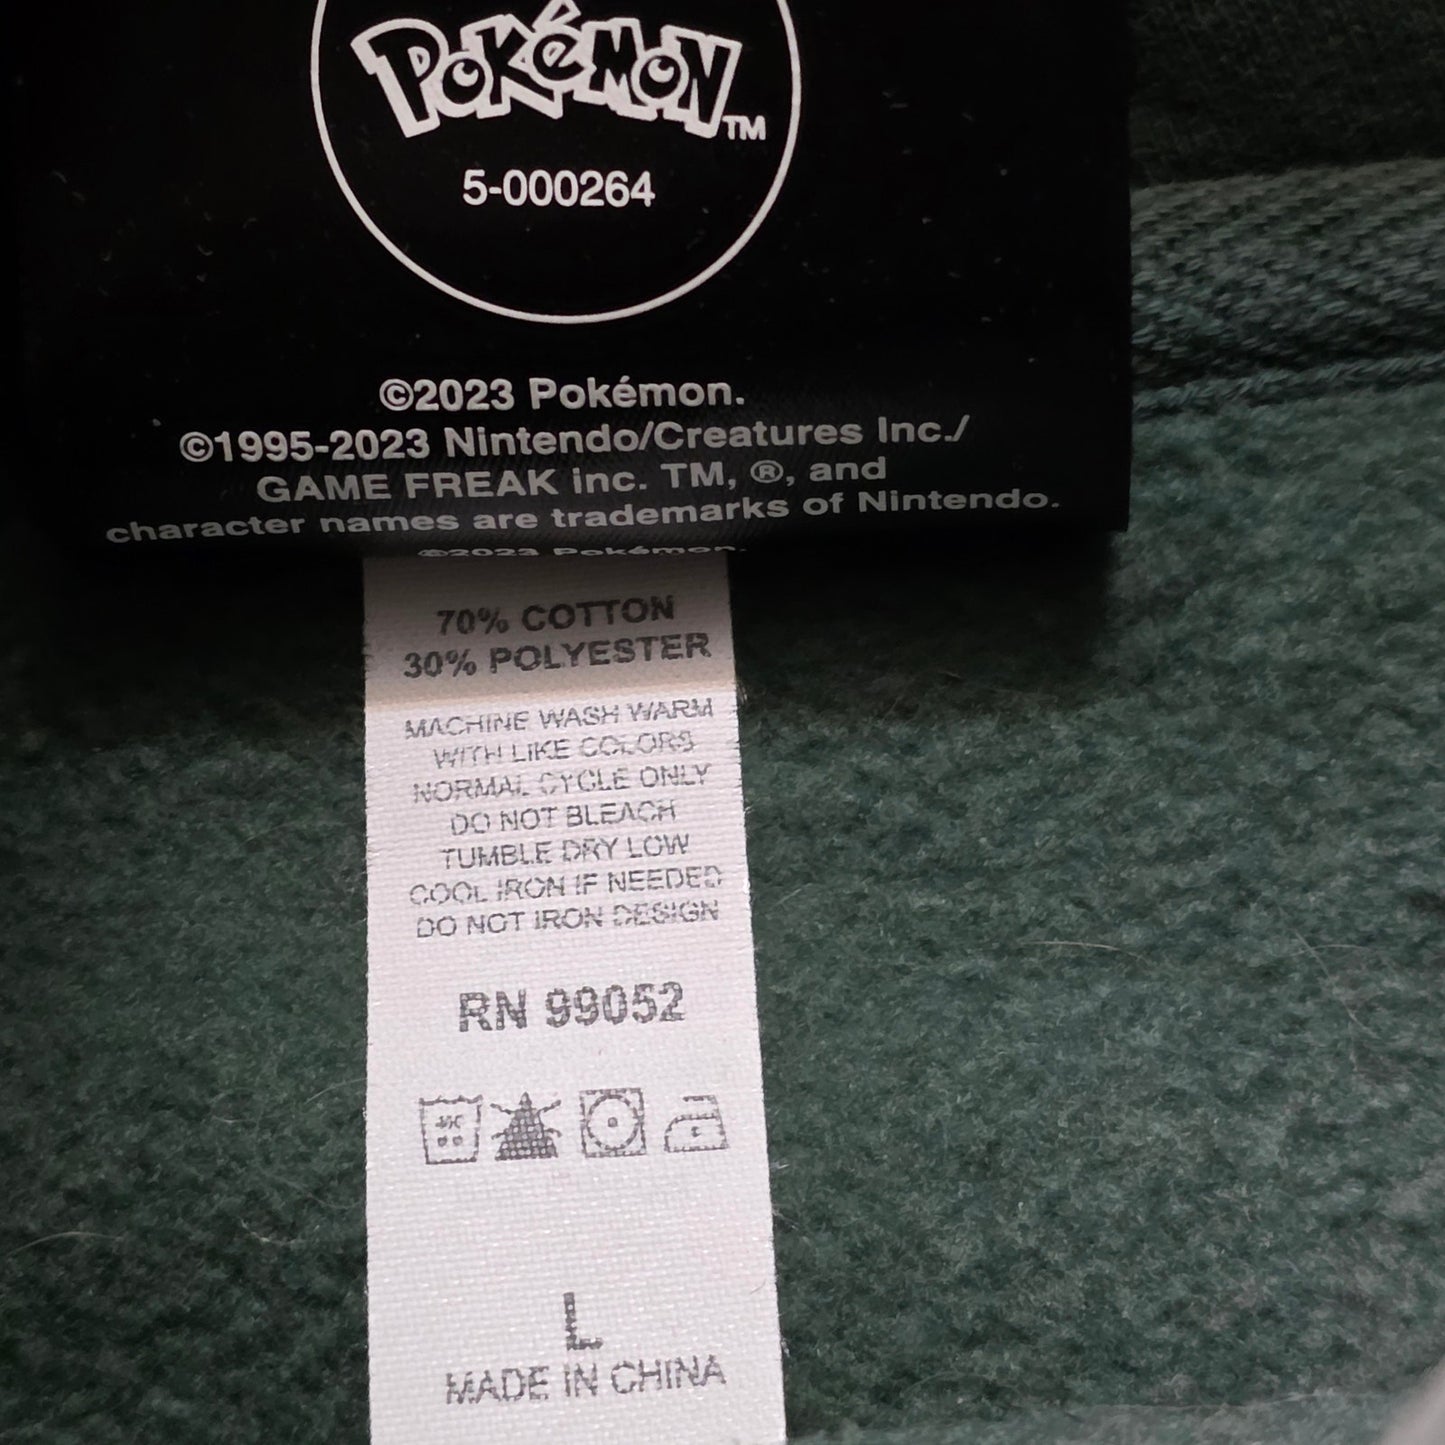 POKéMON™
5-000264
©2023 Pokémon.
©1995-2023 Nintendo/Creatures Inc./
GAME FREAK inc. TM, ®, and
character names are trademarks of Nintendo.
©2023 Pokémon.
70% COTTON
30% POLYESTER
MACHINE WASH WARM
WITH LIKE COLORS
NORMAL CYCLE ONLY
DO NOT BLEACH
TUMBLE DRY LOW
COOL IRON IF NEEDED
DO NOT IRON DESIGN
RN 99052
L
MADE IN CHINA